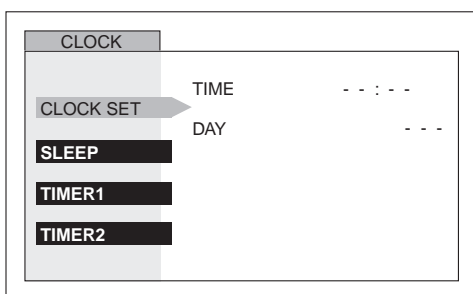 CLOCK
CLOCK SET
SLEEP
TIMER1
TIMER2
TIME - - : - -
DAY - - -